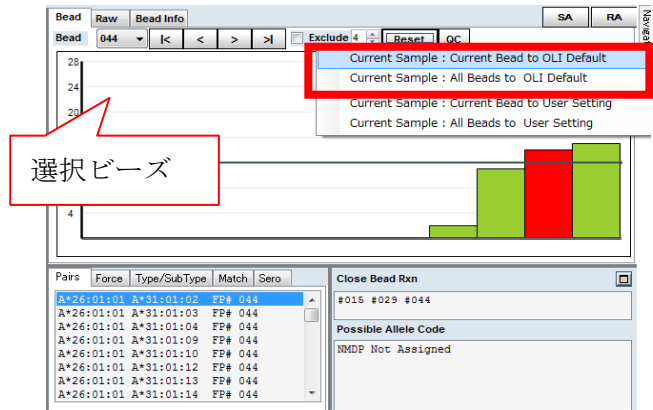 Bead Raw Bead Info SA RA
Navigat
Bead 044 |< < > >| Exclude 4 Reset QC
Current Sample : Current Bead to OLI Default
Current Sample : All Beads to OLI Default
Current Sample : Current Bead to User Setting
Current Sample : All Beads to User Setting
28
24
20
選択ビーズ
4
Pairs Force Type/SubType Match Sero
A*26:01:01 A*31:01:02 FP# 044
A*26:01:01 A*31:01:03 FP# 044
A*26:01:01 A*31:01:04 FP# 044
A*26:01:01 A*31:01:09 FP# 044
A*26:01:01 A*31:01:10 FP# 044
A*26:01:01 A*31:01:12 FP# 044
A*26:01:01 A*31:01:13 FP# 044
A*26:01:01 A*31:01:14 FP# 044
Close Bead Rxn
#015 #029 #044
Possible Allele Code
NMDP Not Assigned